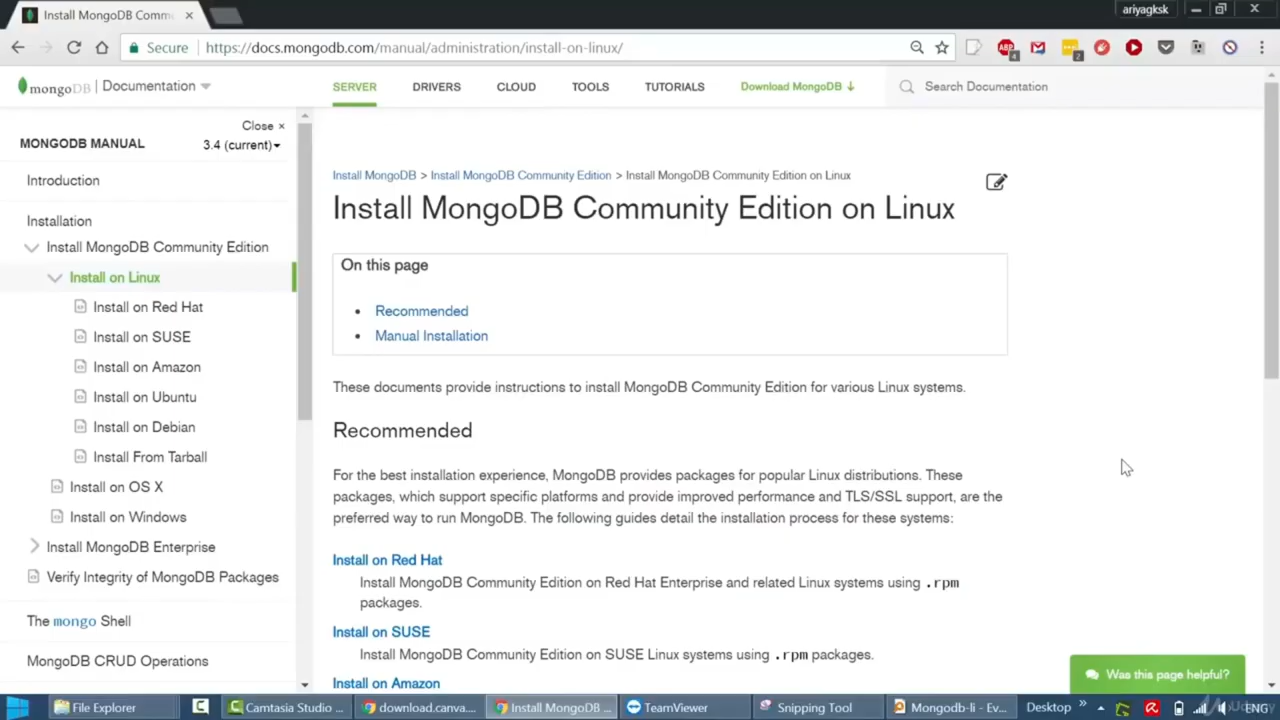 Install MongoDB Comm
ariyagksk
Secure
https://docs.mongodb.com/manual/administration/install-on-linux/
4
2
mongoDB
Documentation
SERVER
DRIVERS
CLOUD
TOOLS
TUTORIALS
Download MongoDB
Search Documentation
Close ×
MONGODB MANUAL
3.4 (current)
Introduction
Installation
Install MongoDB Community Edition
Install on Linux
Install on Red Hat
Install on SUSE
Install on Amazon
Install on Ubuntu
Install on Debian
Install From Tarball
Install on OS X
Install on Windows
Install MongoDB Enterprise
Verify Integrity of MongoDB Packages
The mongo Shell
MongoDB CRUD Operations
Install MongoDB > Install MongoDB Community Edition > Install MongoDB Community Edition on Linux
Install MongoDB Community Edition on Linux
On this page
• Recommended
• Manual Installation
These documents provide instructions to install MongoDB Community Edition for various Linux systems.
Recommended
For the best installation experience, MongoDB provides packages for popular Linux distributions. These
packages, which support specific platforms and provide improved performance and TLS/SSL support, are the
preferred way to run MongoDB. The following guides detail the installation process for these systems:
Install on Red Hat
Install MongoDB Community Edition on Red Hat Enterprise and related Linux systems using .rpm
packages.
Install on SUSE
Install MongoDB Community Edition on SUSE Linux systems using .rpm packages.
Install on Amazon
Was this page helpful?
File Explorer
Camtasia Studio ...
download.canva...
Install MongoDB ...
TeamViewer
Snipping Tool
Mongodb-li - Ev...
Desktop
ENG
Udemy